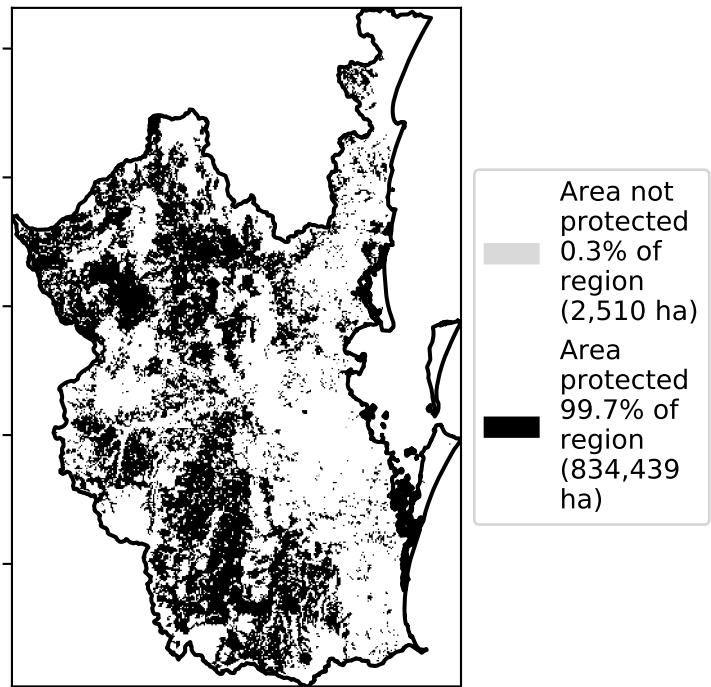 Area not
protected
0.3% of
region
(2,510 ha)
Area
protected
99.7% of
region
(834,439
ha)